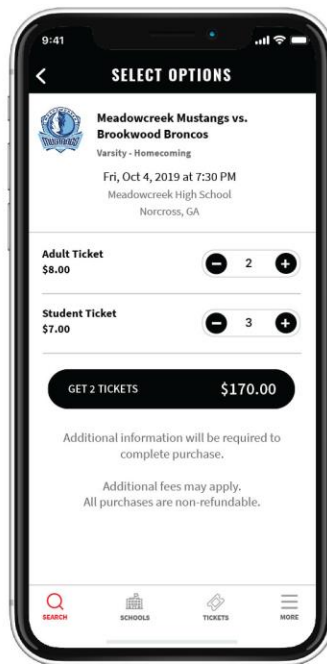 9:41
SELECT OPTIONS
Meadowcreek Mustangs vs.
Brookwood Broncos
Varsity - Homecoming
Fri, Oct 4, 2019 at 7:30 PM
Meadowcreek High School
Norcross, GA
Adult Ticket
$8.00
2
Student Ticket
$7.00
3
GET 2 TICKETS $170.00
Additional information will be required to
complete purchase.
Additional fees may apply.
All purchases are non-refundable.
SEARCH SCHOOLS TICKETS MORE